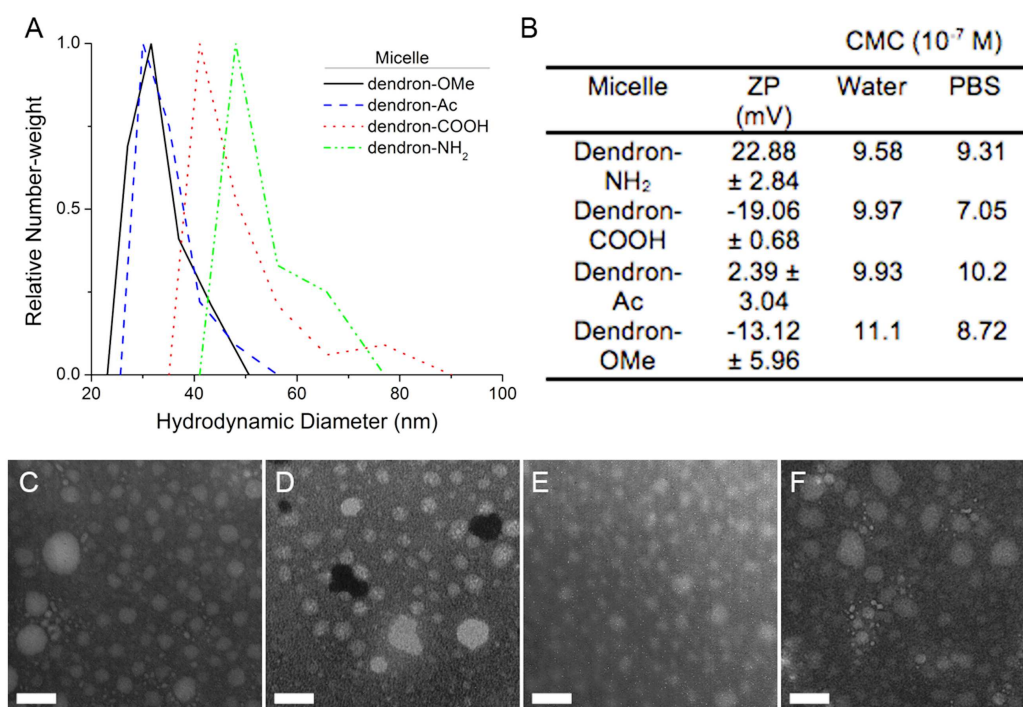 A
Relative Number-weight
1.0
0.5
0.0
20 40 60 80 100
Hydrodynamic Diameter (nm)
Micelle
dendron-OMe
dendron-Ac
dendron-COOH
dendron-NH₂
B
CMC (10⁻⁷ M)
Micelle ZP Water PBS
(mV)
Dendron- 22.88 9.58 9.31
NH₂ ± 2.84
Dendron- -19.06 9.97 7.05
COOH ± 0.68
Dendron- 2.39 ± 9.93 10.2
Ac 3.04
Dendron- -13.12 11.1 8.72
OMe ± 5.96
C
D
E
F